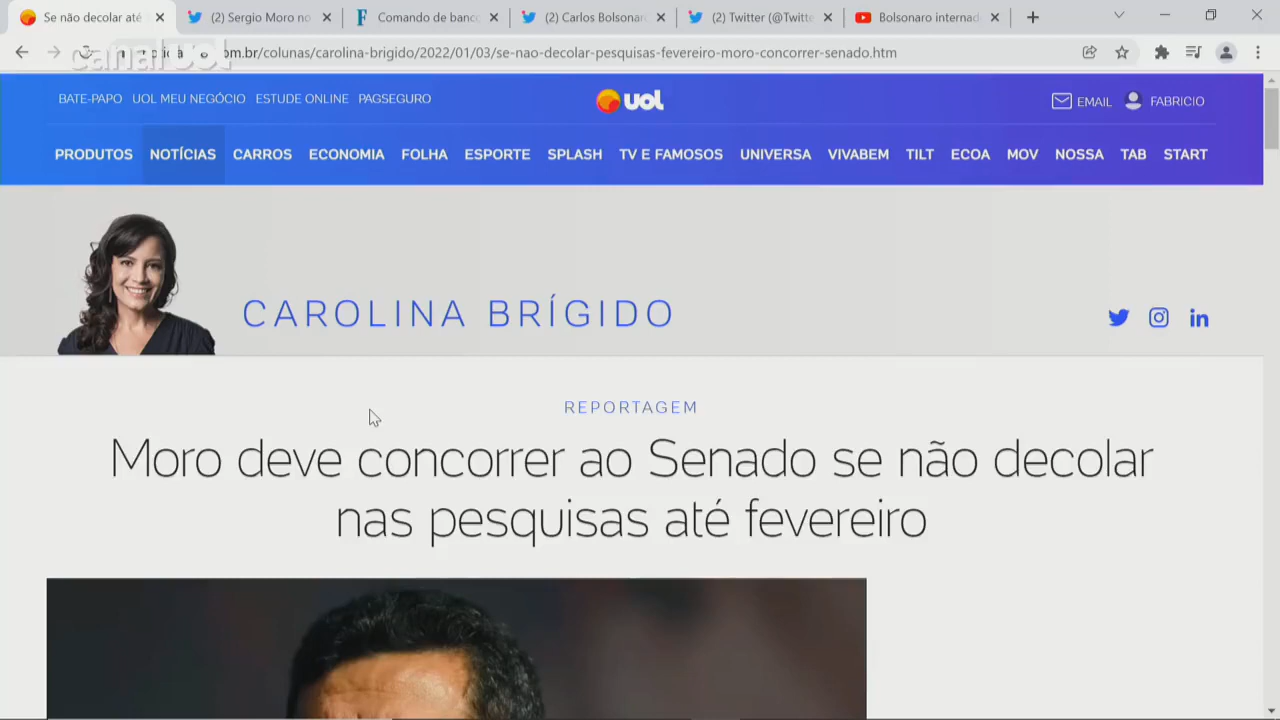 Se não decolar até
(2) Sergio Moro no
Comando de banco
(2) Carlos Bolsonar
(2) Twitter (@Twitte
Bolsonaro internad
canal uol
om.br/colunas/carolina-brigido/2022/01/03/se-nao-decolar-pesquisas-fevereiro-moro-concorrer-senado.htm
BATE-PAPO UOL MEU NEGÓCIO ESTUDE ONLINE PAGSEGURO
uol
EMAIL FABRICIO
PRODUTOS NOTÍCIAS CARROS ECONOMIA FOLHA ESPORTE SPLASH TV E FAMOSOS UNIVERSA VIVABEM TILT ECOA MOV NOSSA TAB START
CAROLINA BRÍGIDO
REPORTAGEM
Moro deve concorrer ao Senado se não decolar
nas pesquisas até fevereiro